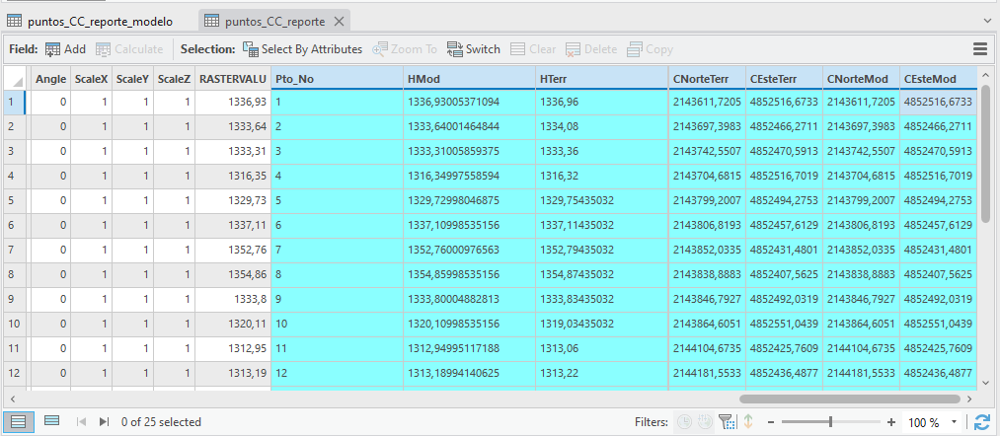 puntos_CC_reporte_modelo puntos_CC_reporte
Field: Add Calculate Selection: Select By Attributes Zoom To Switch Clear Delete Copy
Angle ScaleX ScaleY ScaleZ RASTERVALU Pto_No HMod HTerr CNorteTerr CEsteTerr CNorteMod CEsteMod
1 0 1 1 1 1336,93 1 1336,93005371094 1336,96 2143611,7205 4852516,6733 2143611,7205 4852516,6733
2 0 1 1 1 1333,64 2 1333,64001464844 1334,08 2143697,3983 4852466,2711 2143697,3983 4852466,2711
3 0 1 1 1 1333,31 3 1333,31005859375 1333,36 2143742,5507 4852470,5913 2143742,5507 4852470,5913
4 0 1 1 1 1316,35 4 1316,34997558594 1316,32 2143704,6815 4852516,7019 2143704,6815 4852516,7019
5 0 1 1 1 1329,73 5 1329,72998046875 1329,75435032 2143799,2007 4852494,2753 2143799,2007 4852494,2753
6 0 1 1 1 1337,11 6 1337,10998535156 1337,11435032 2143806,8193 4852457,6129 2143806,8193 4852457,6129
7 0 1 1 1 1352,76 7 1352,76000976563 1352,79435032 2143852,0335 4852431,4801 2143852,0335 4852431,4801
8 0 1 1 1 1354,86 8 1354,85998535156 1354,87435032 2143838,8883 4852407,5625 2143838,8883 4852407,5625
9 0 1 1 1 1333,8 9 1333,80004882813 1333,83435032 2143846,7927 4852492,0319 2143846,7927 4852492,0319
10 0 1 1 1 1320,11 10 1320,10998535156 1319,03435032 2143864,6051 4852551,0439 2143864,6051 4852551,0439
11 0 1 1 1 1312,95 11 1312,94995117188 1313,06 2144104,6735 4852425,7609 2144104,6735 4852425,7609
12 0 1 1 1 1313,19 12 1313,18994140625 1313,22 2144181,5533 4852436,4877 2144181,5533 4852436,4877
0 of 25 selected Filters: 100 %